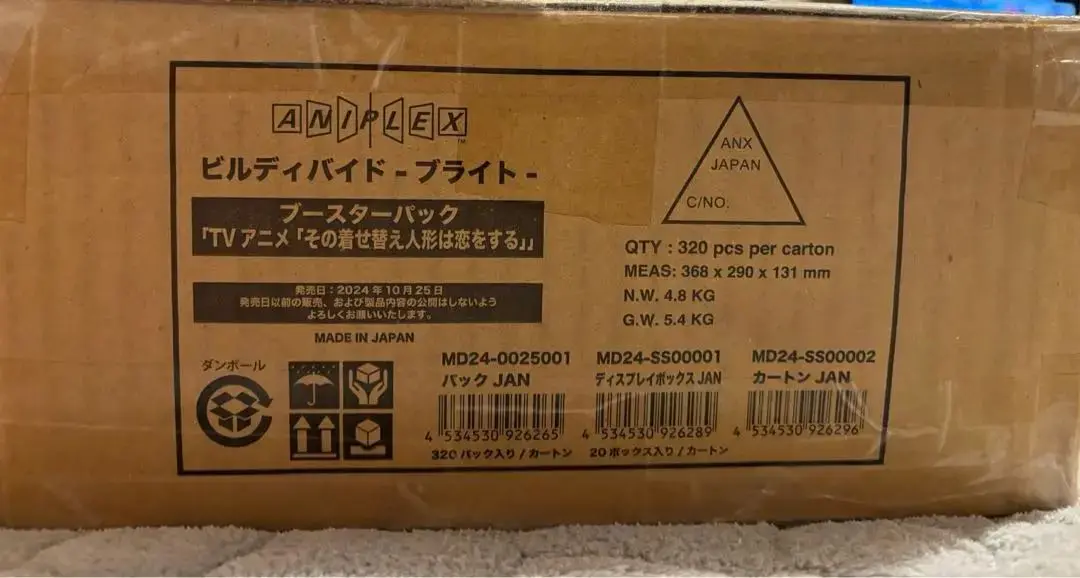 ANIPLEX™
ビルディバイド - ブライト -
ブースターパック
「TVアニメ「その着せ替え人形は恋をする」」
発売日：2024年10月25日
発売日以前の販売、および製品内容の公開はしないよう
よろしくお願いいたします。
MADE IN JAPAN
ANX
JAPAN
C/NO.
QTY : 320 pcs per carton
MEAS: 368 x 290 x 131 mm
N.W. 4.8 KG
G.W. 5.4 KG
ダンボール
MD24-0025001
パック JAN
4 534530 926265
320パック入り / カートン
MD24-SS00001
ディスプレイボックス JAN
4 534530 926289
20ボックス入り / カートン
MD24-SS00002
カートン JAN
4 534530 926296